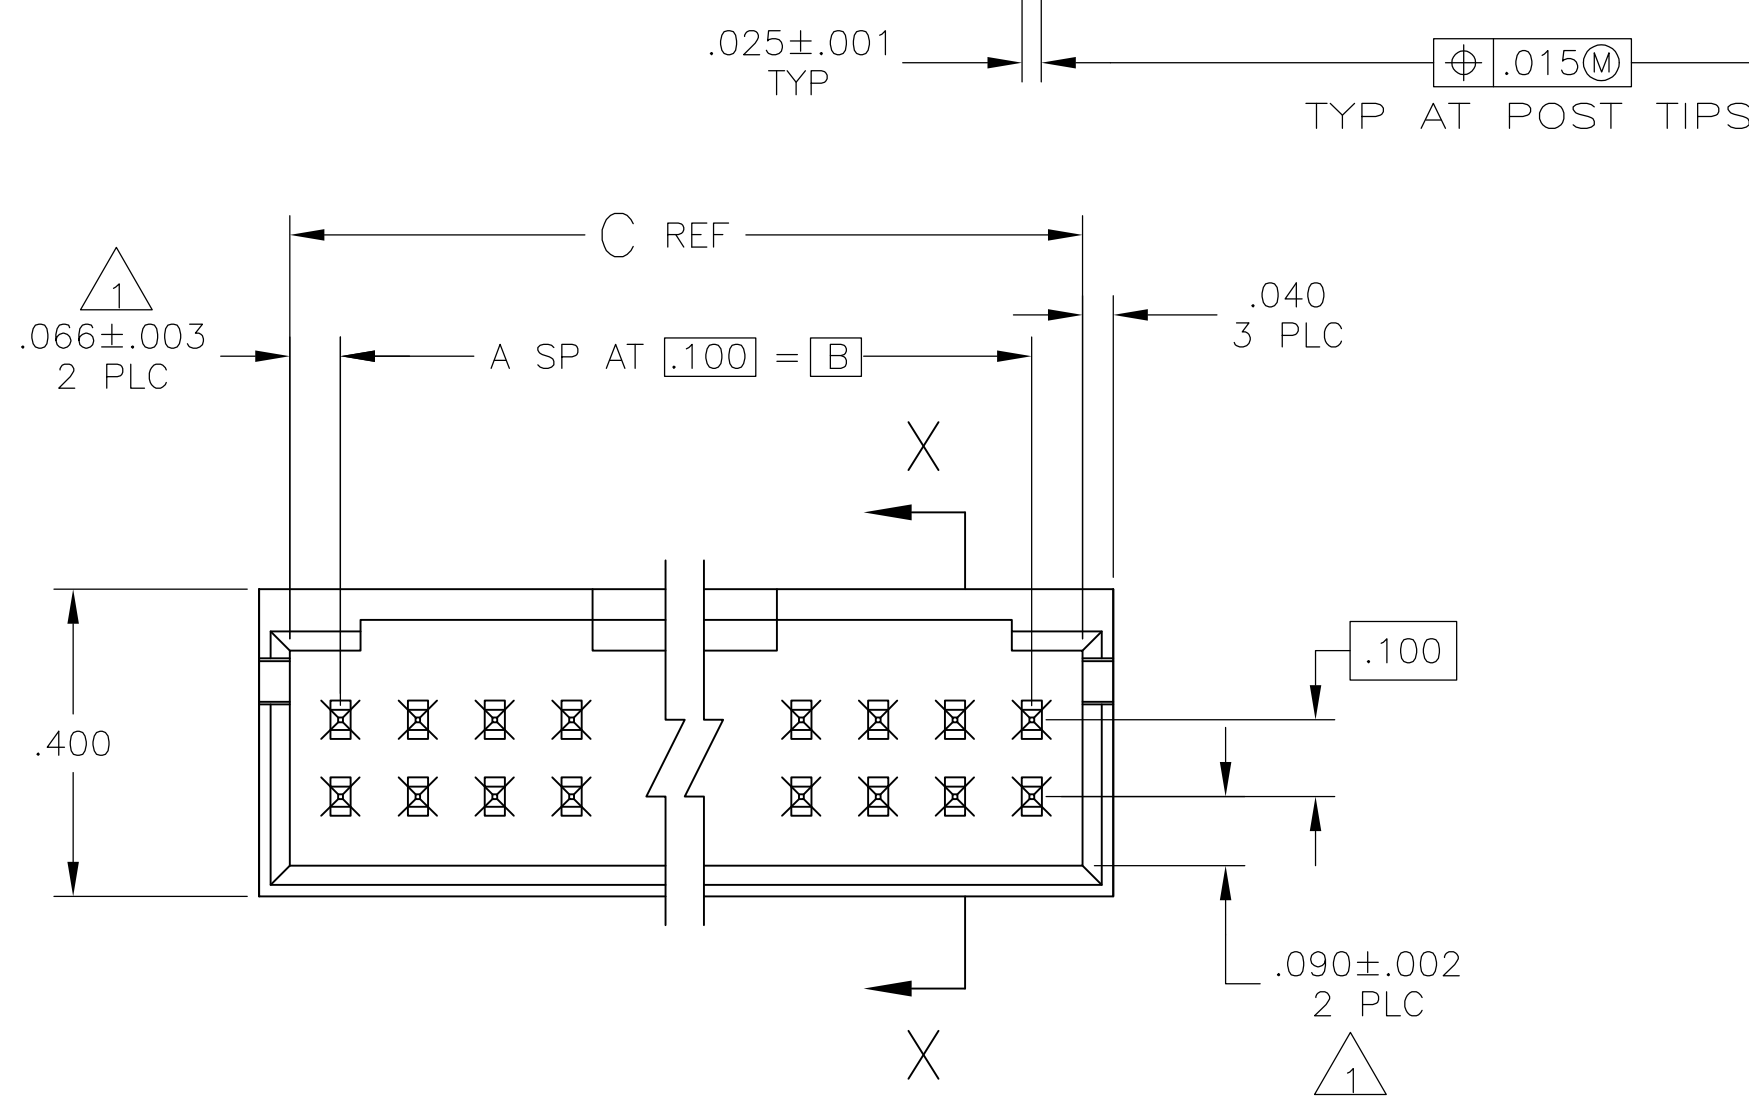 .025±.001
TYP
⌖ .015Ⓜ
TYP AT POST TIPS
C REF
1
.066±.003
2 PLC
.040
3 PLC
A SP AT .100 = B
X
.100
.400
.090±.002
2 PLC
X
1